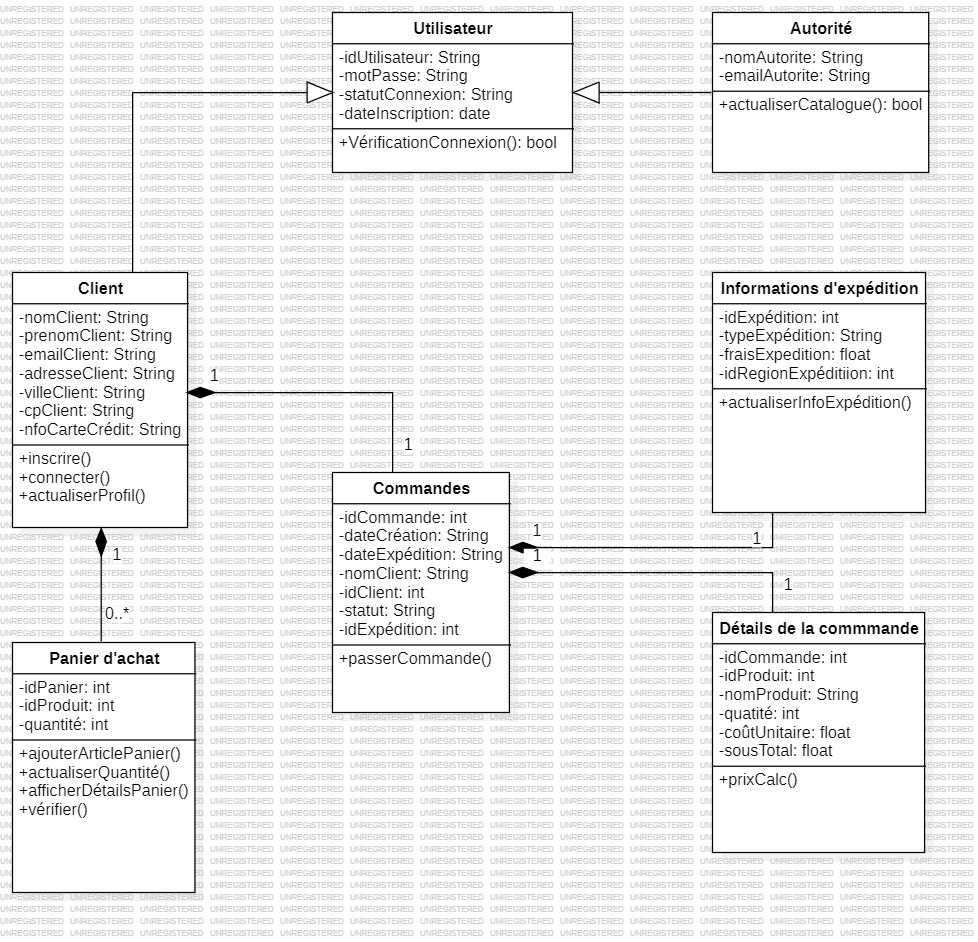 Utilisateur
-idUtilisateur: String
-motPasse: String
-statutConnexion: String
-dateInscription: date
+VérificationConnexion(): bool
Autorité
-nomAutorite: String
-emailAutorite: String
+actualiserCatalogue(): bool
Client
-nomClient: String
-prenomClient: String
-emailClient: String
-adresseClient: String
-villeClient: String
-cpClient: String
-nfoCarteCrédit: String
+inscrire()
+connecter()
+actualiserProfil()
1
1
1
0..*
Informations d'expédition
-idExpédition: int
-typeExpédition: String
-fraisExpedition: float
-idRegionExpéditiion: int
+actualiserInfoExpédition()
Commandes
-idCommande: int
-dateCréation: String
-dateExpédition: String
-nomClient: String
-idClient: int
-statut: String
-idExpédition: int
+passerCommande()
1
1
1
1
Panier d'achat
-idPanier: int
-idProduit: int
-quantité: int
+ajouterArticlePanier()
+actualiserQuantité()
+afficherDétailsPanier()
+vérifier()
Détails de la commmande
-idCommande: int
-idProduit: int
-nomProduit: String
-quatité: int
-coûtUnitaire: float
-sousTotal: float
+prixCalc()
UNREGISTERED